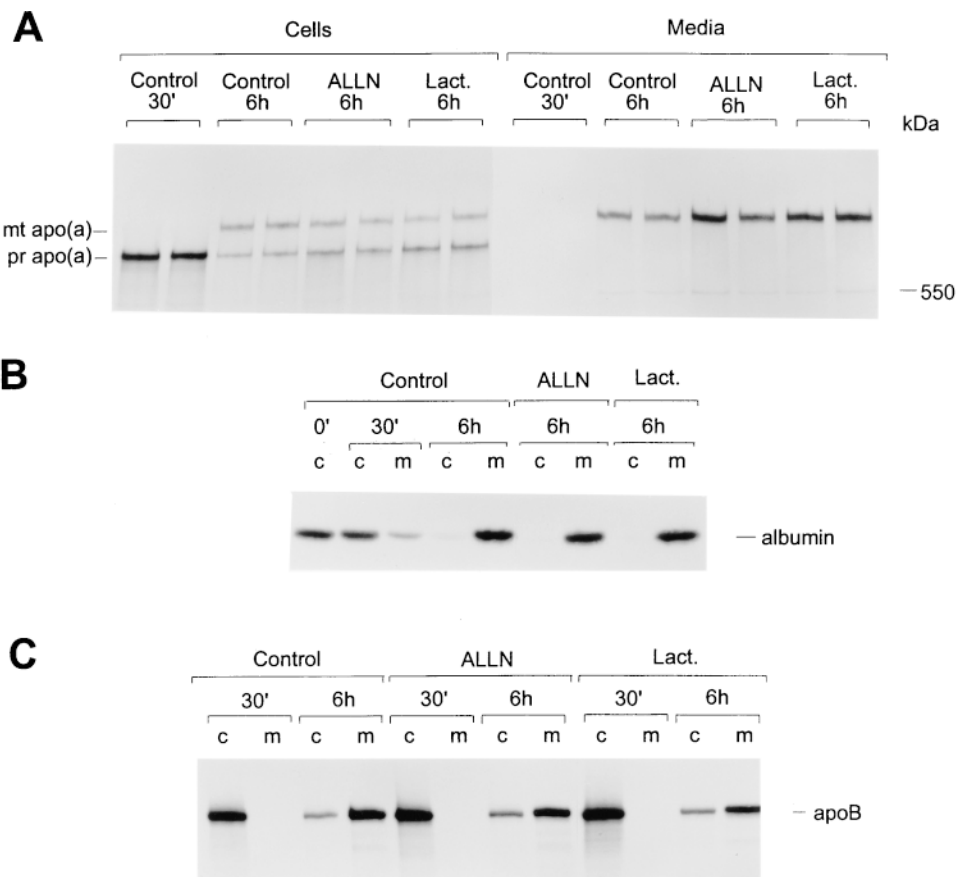 A
Cells Media
Control Control ALLN Lact. Control Control ALLN Lact.
30' 6h 6h 6h 30' 6h 6h 6h
kDa
mt apo(a)
pr apo(a)
550
B
Control ALLN Lact.
0' 30' 6h 6h 6h
c c m c m c m c m
albumin
C
Control ALLN Lact.
30' 6h 30' 6h 30' 6h
c m c m c m c m c m c m
apoB